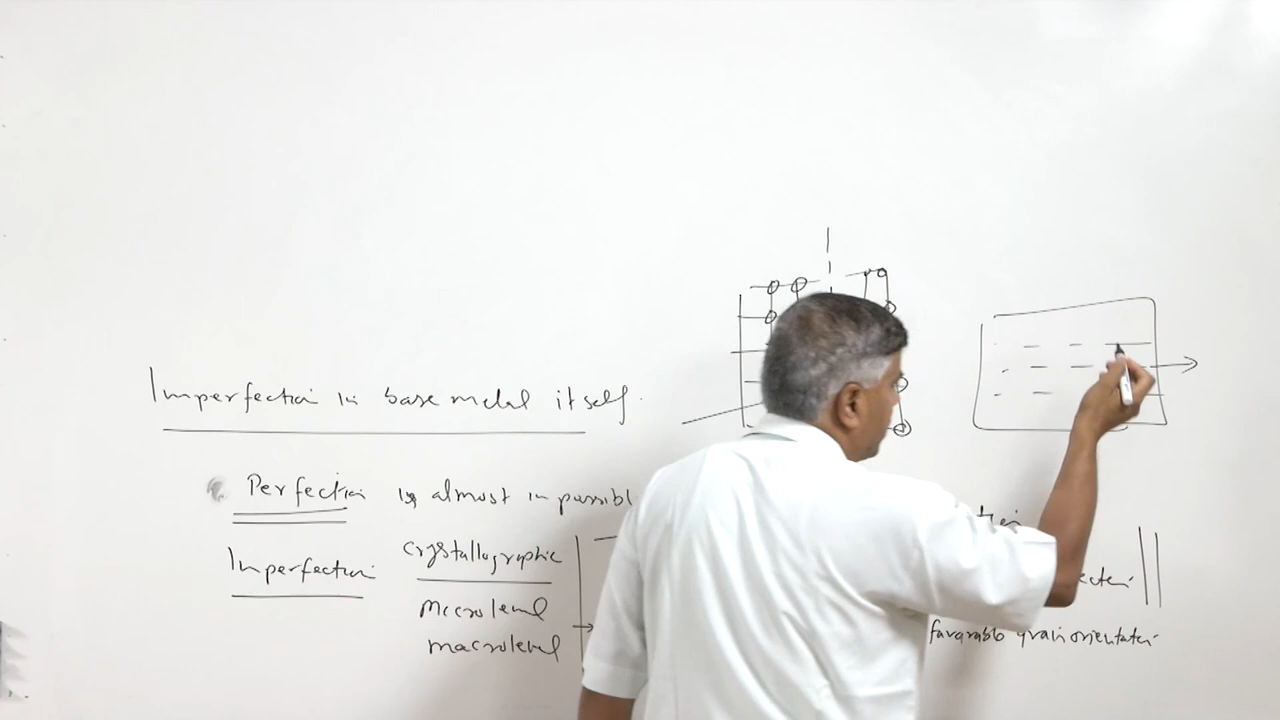 Imperfection in base metal itself.
Perfection is almost impossibl
Imperfection crystallographic
Microlevel
macrolevel
favorable grain orientation